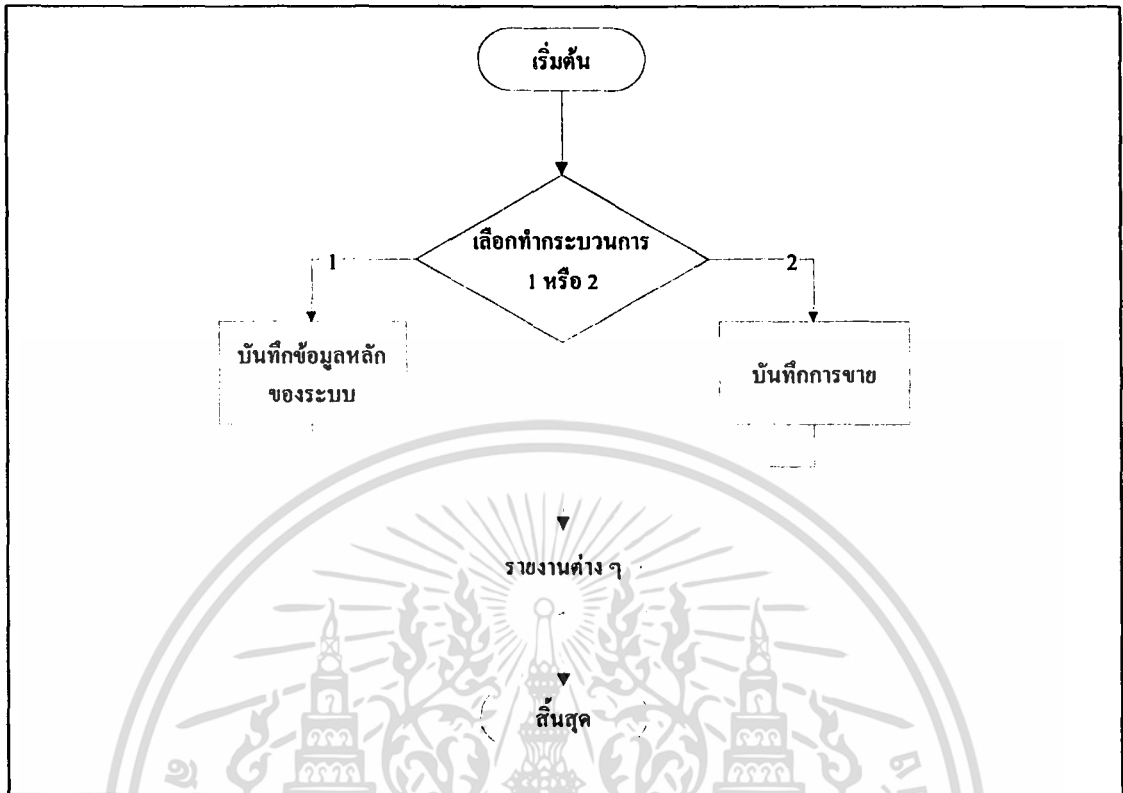 เริ่มต้น
เลือกทำกระบวนการ
1 หรือ 2
1
2
บันทึกข้อมูลหลัก
ของระบบ
บันทึกการขาย
รายงานต่าง ๆ
สิ้นสุด